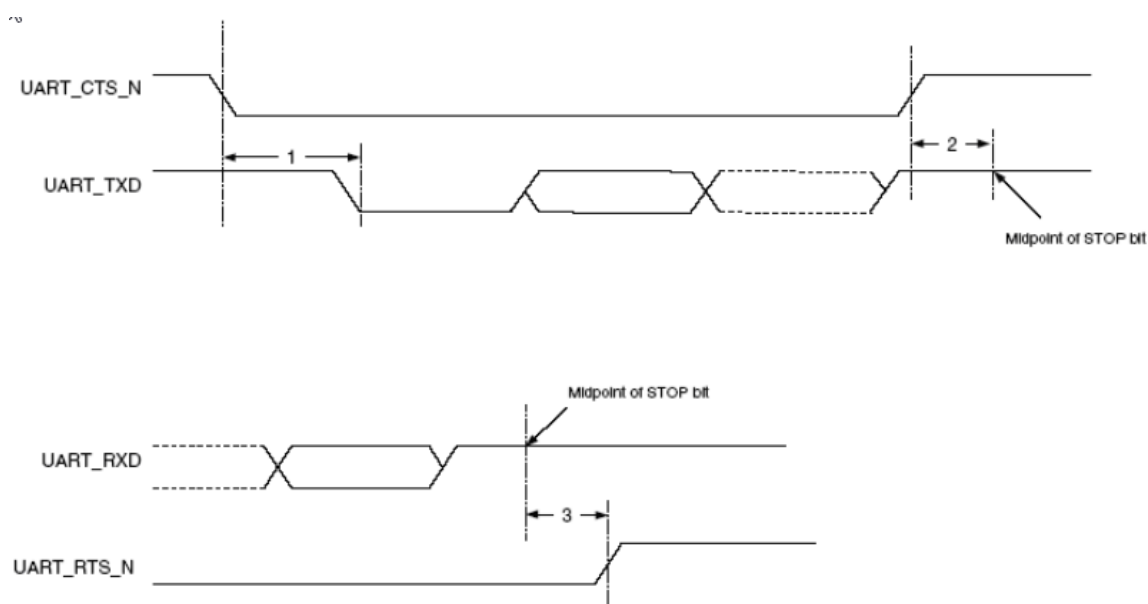 UART_CTS_N
1
2
UART_TXD
Midpoint of STOP bit
Midpoint of STOP bit
UART_RXD
3
UART_RTS_N